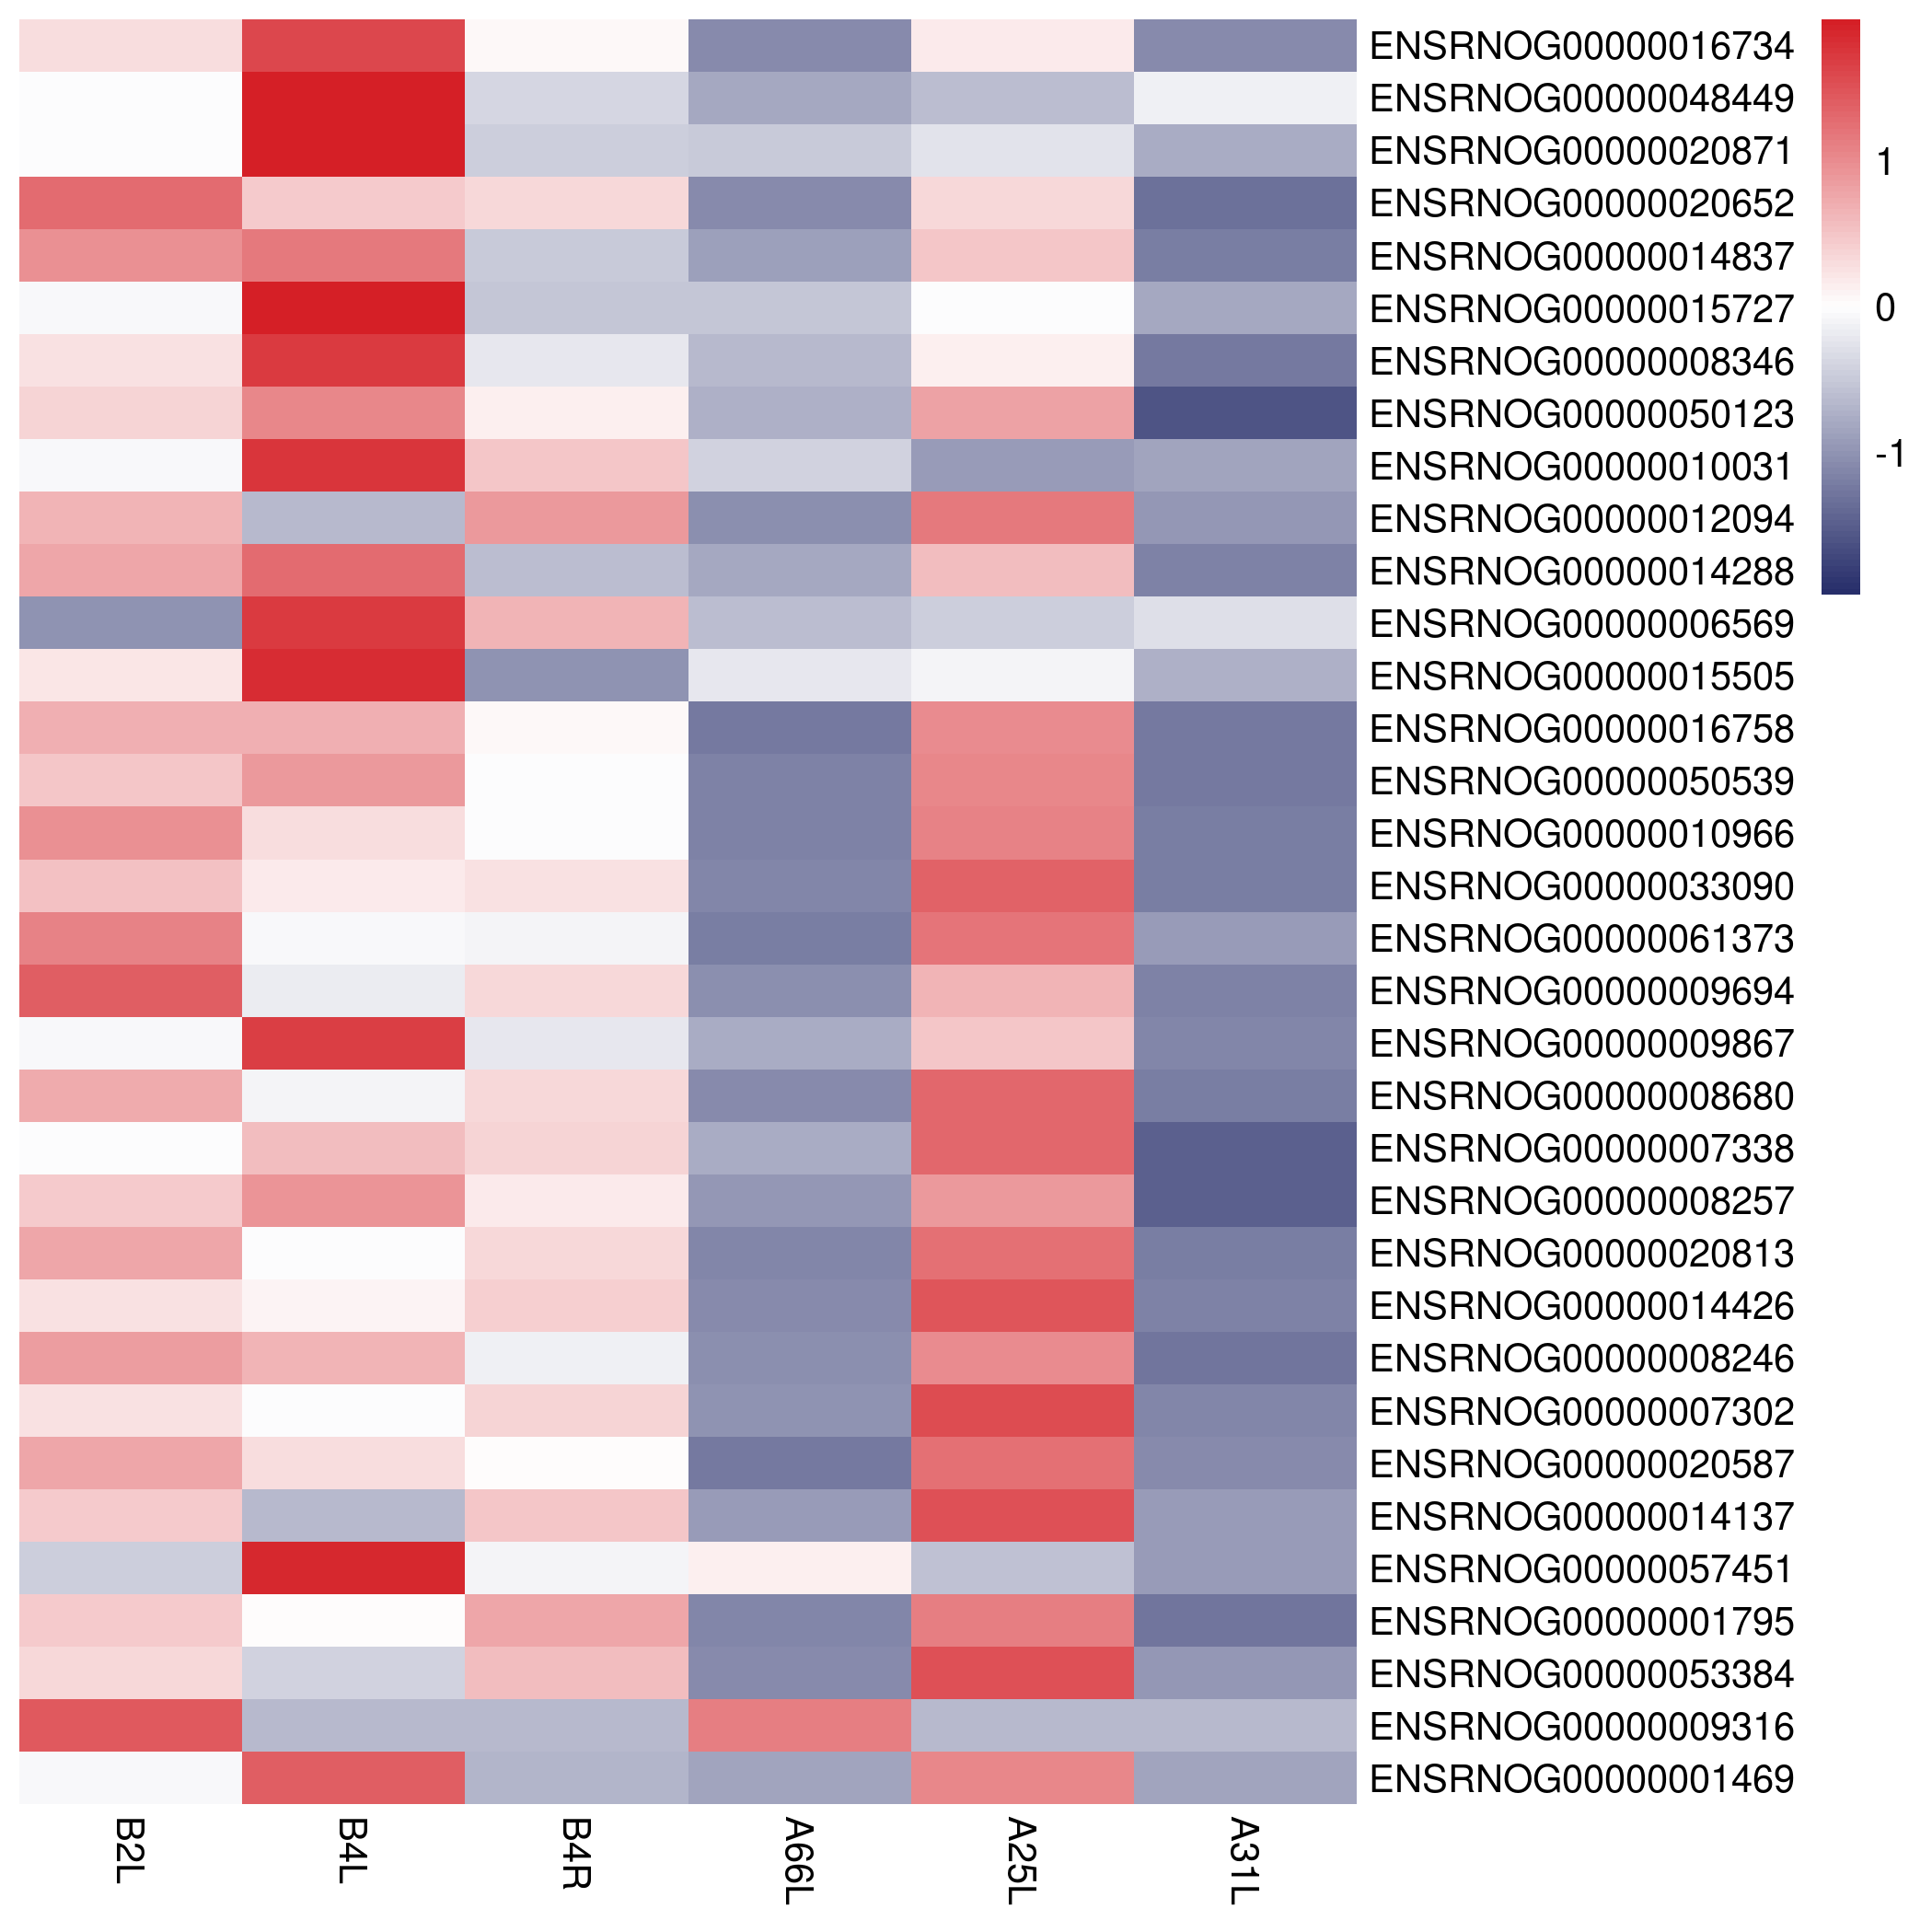 ENSRNOG00000016734
ENSRNOG00000048449
ENSRNOG00000020871
ENSRNOG00000020652
ENSRNOG00000014837
ENSRNOG00000015727
ENSRNOG00000008346
ENSRNOG00000050123
ENSRNOG00000010031
ENSRNOG00000012094
ENSRNOG00000014288
ENSRNOG00000006569
ENSRNOG00000015505
ENSRNOG00000016758
ENSRNOG00000050539
ENSRNOG00000010966
ENSRNOG00000033090
ENSRNOG00000061373
ENSRNOG00000009694
ENSRNOG00000009867
ENSRNOG00000008680
ENSRNOG00000007338
ENSRNOG00000008257
ENSRNOG00000020813
ENSRNOG00000014426
ENSRNOG00000008246
ENSRNOG00000007302
ENSRNOG00000020587
ENSRNOG00000014137
ENSRNOG00000057451
ENSRNOG00000001795
ENSRNOG00000053384
ENSRNOG00000009316
ENSRNOG00000001469
1
0
-1
B2L
B4L
B4R
A66L
A25L
A31L